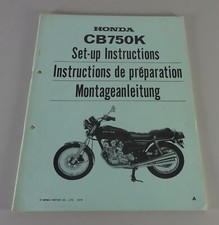 HONDA
CB750K
Set-up Instructions
Instructions de préparation
Montageanleitung
A